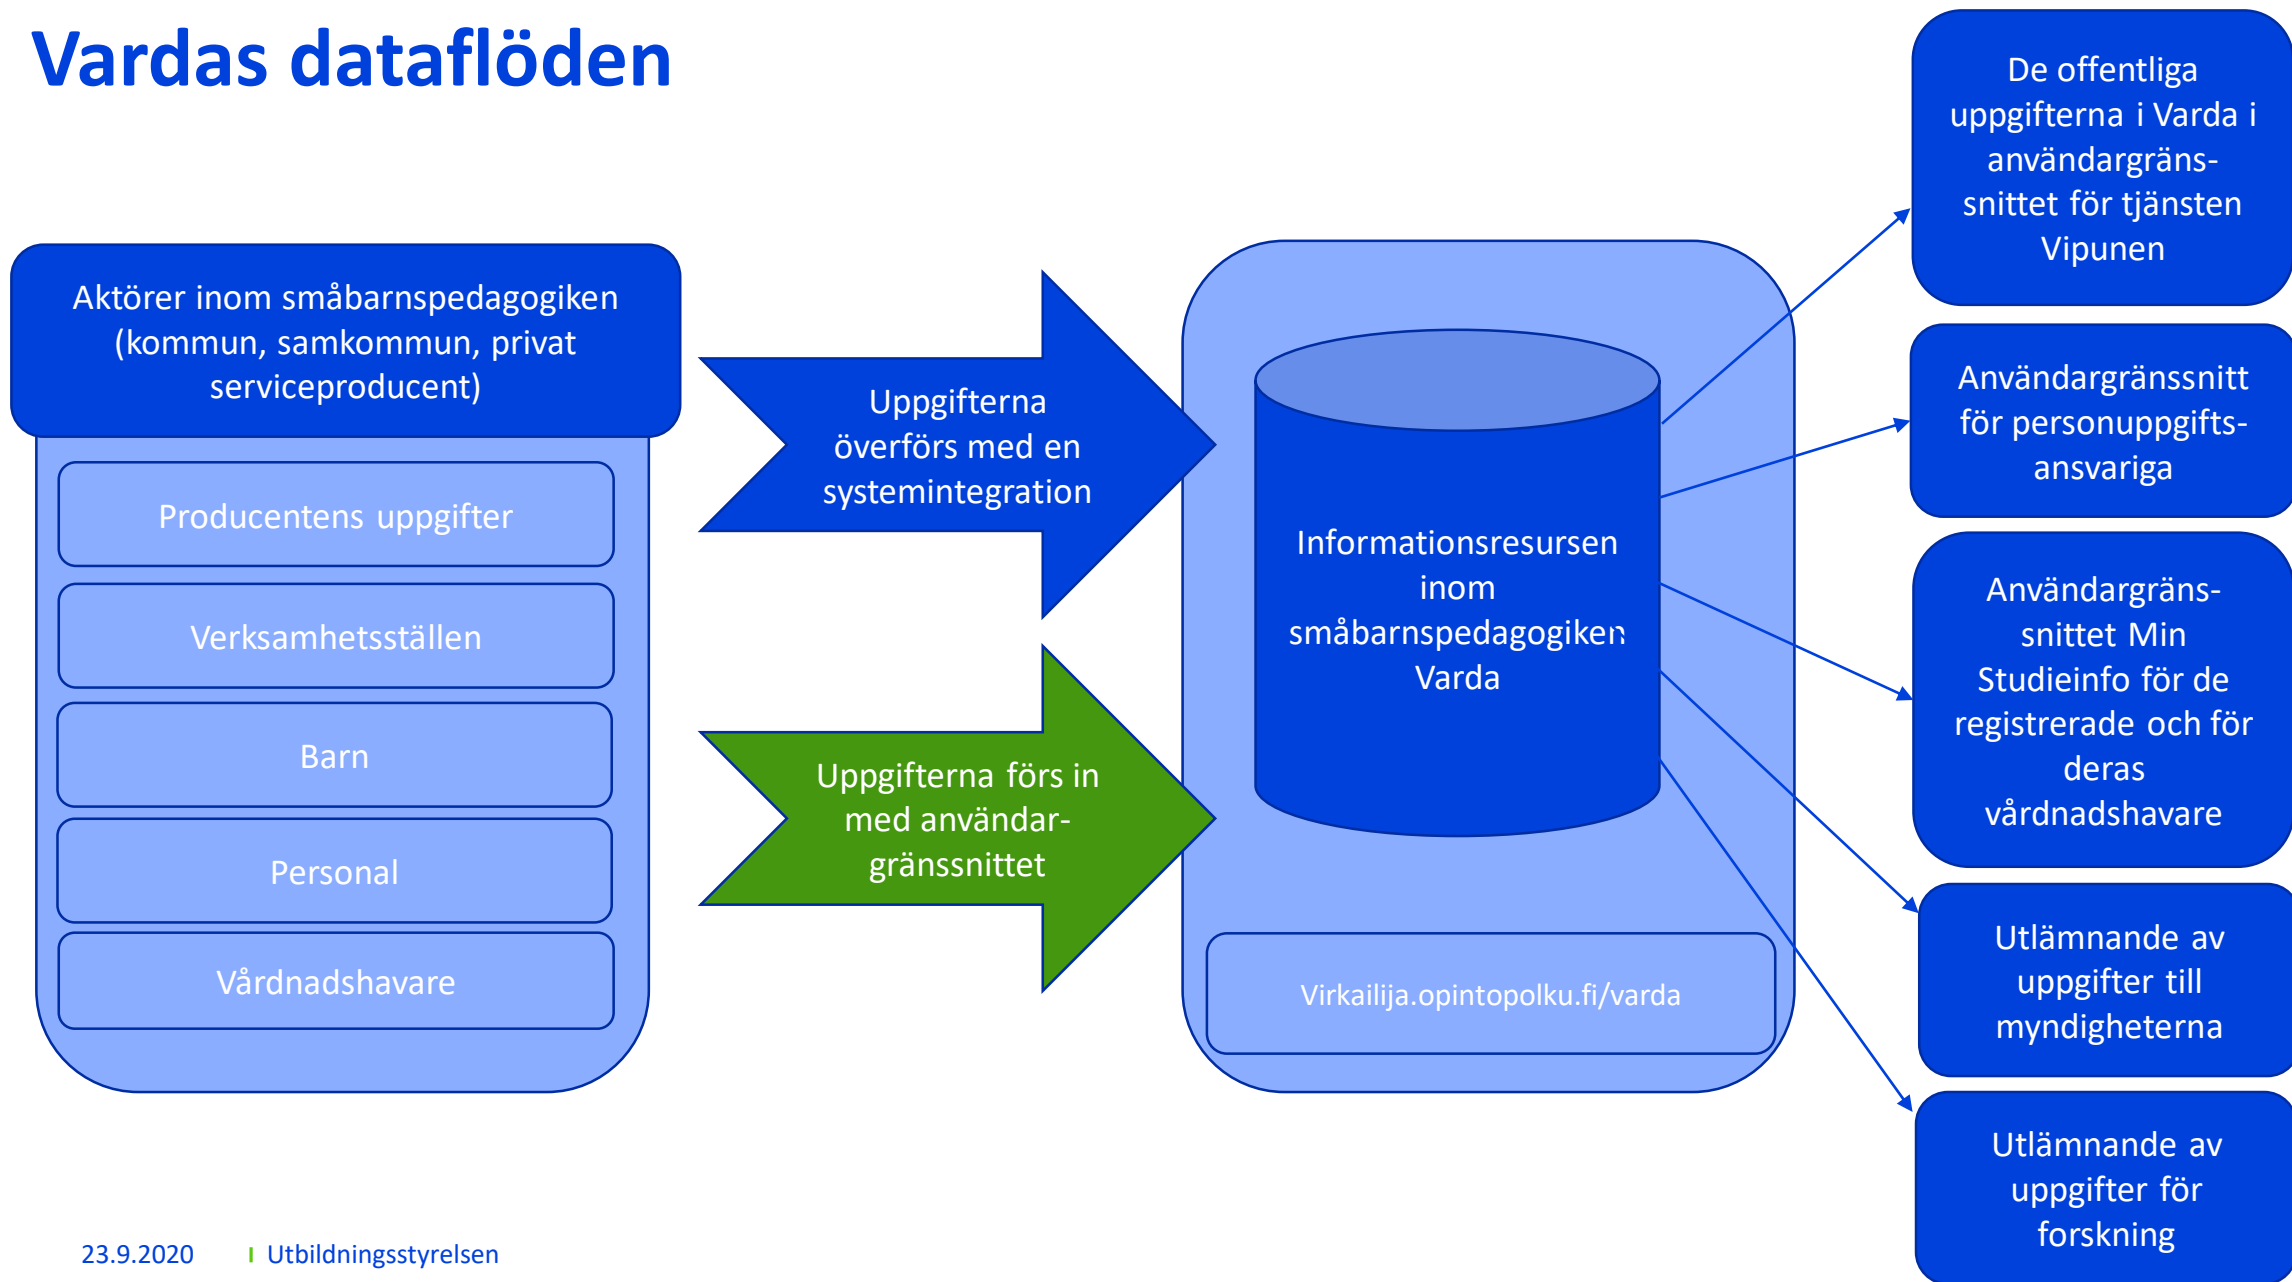 Vardas dataflöden
Aktörer inom småbarnspedagogiken
(kommun, samkommun, privat
serviceproducent)
Producentens uppgifter
Verksamhetsställen
Barn
Personal
Vårdnadshavare
Uppgifterna
överförs med en
systemintegration
Uppgifterna förs in
med användar-
gränssnittet
Informationsresursen
inom
småbarnspedagogiken
Varda
Virkailija.opintopolku.fi/varda
De offentliga
uppgifterna i Varda i
användargräns-
snittet för tjänsten
Vipunen
Användargränssnitt
för personuppgifts-
ansvariga
Användargräns-
snittet Min
Studieinfo för de
registrerade och för
deras
vårdnadshavare
Utlämnande av
uppgifter till
myndigheterna
Utlämnande av
uppgifter för
forskning
23.9.2020 I Utbildningsstyrelsen